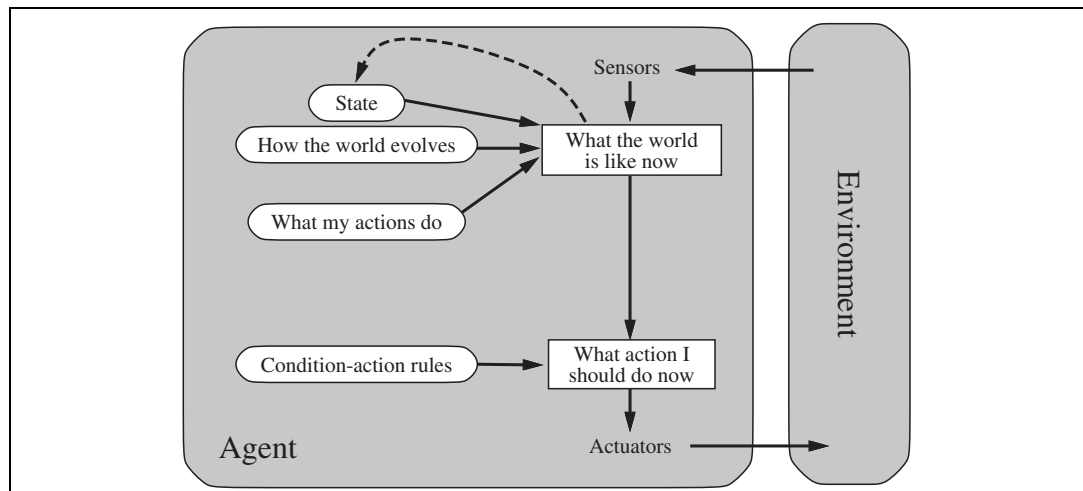 Sensors
State
How the world evolves
What the world
is like now
What my actions do
Environment
Condition-action rules
What action I
should do now
Agent
Actuators